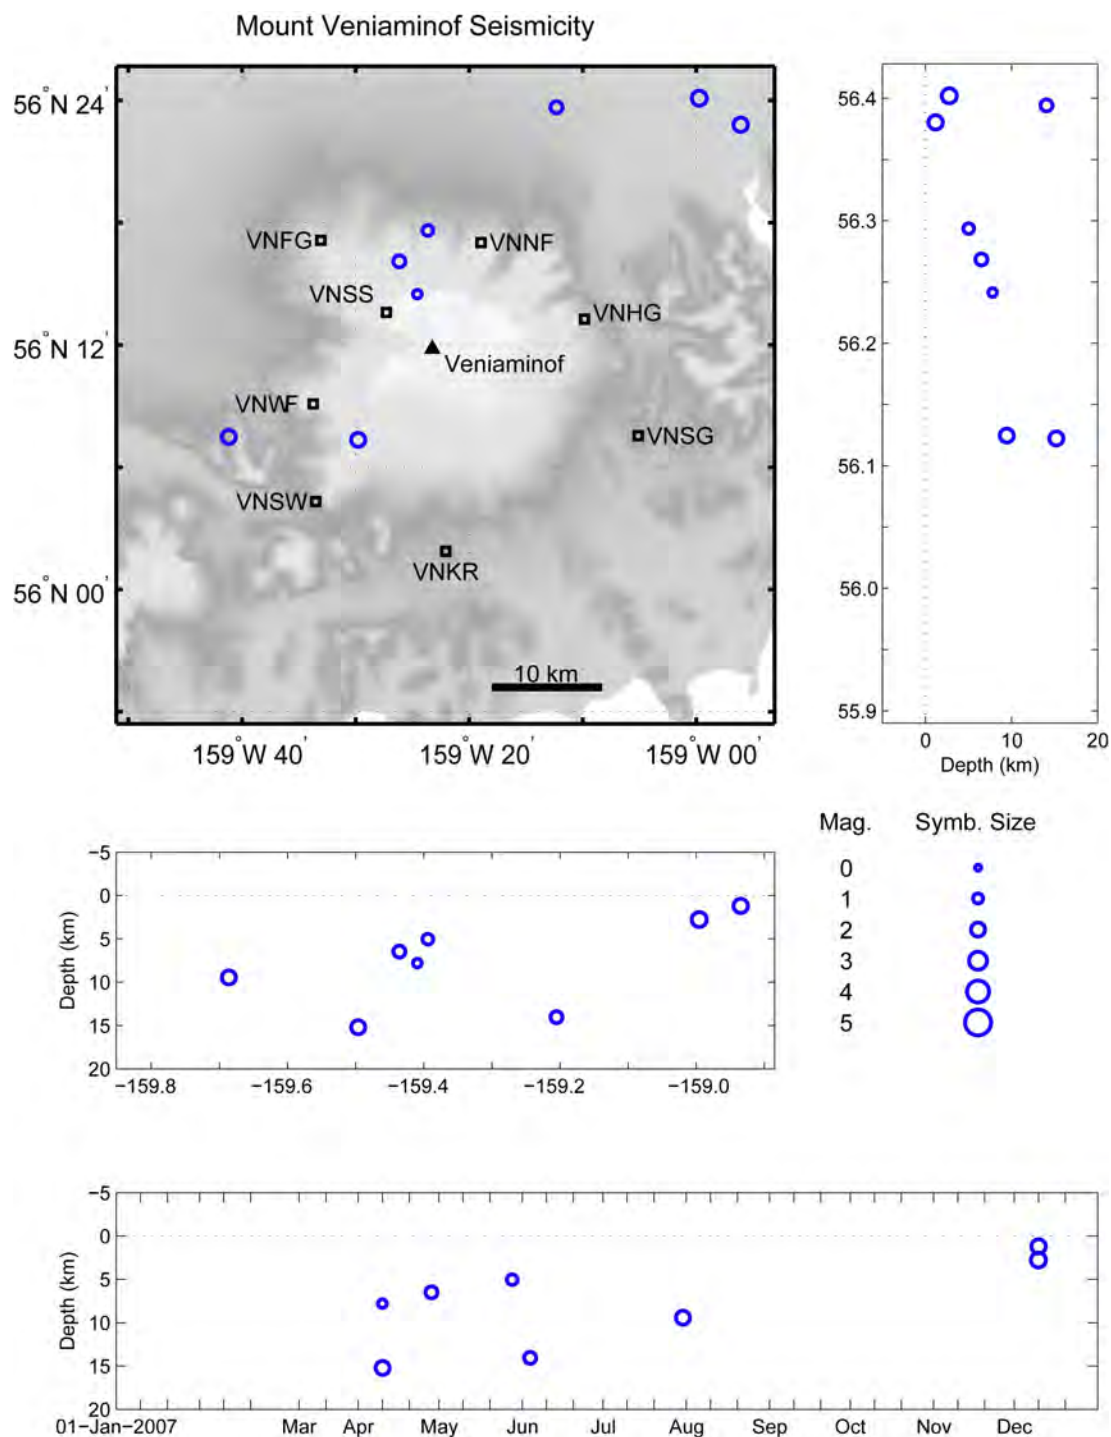 Mount Veniaminof Seismicity
56° N 24'
56° N 12'
56° N 00'
VNFG
VNNF
VNSS
VNHG
Veniaminof
VNWF
VNSG
VNSW
VNKR
10 km
159° W 40'
159° W 20'
159° W 00'
56.4
56.3
56.2
56.1
56.0
55.9
0 10 20
Depth (km)
−5
0
5
10
15
20
Depth (km)
−159.8 −159.6 −159.4 −159.2 −159.0
Mag. Symb. Size
0
1
2
3
4
5
−5
0
5
10
15
20
Depth (km)
01−Jan−2007 Mar Apr May Jun Jul Aug Sep Oct Nov Dec